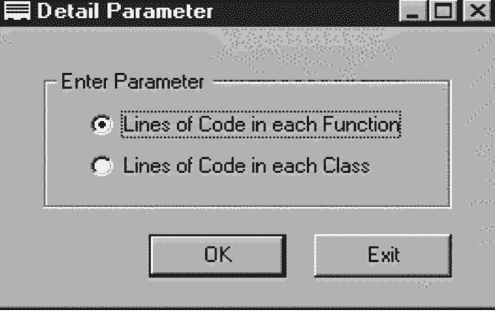 Detail Parameter
Enter Parameter
Lines of Code in each Function
Lines of Code in each Class
OK
Exit